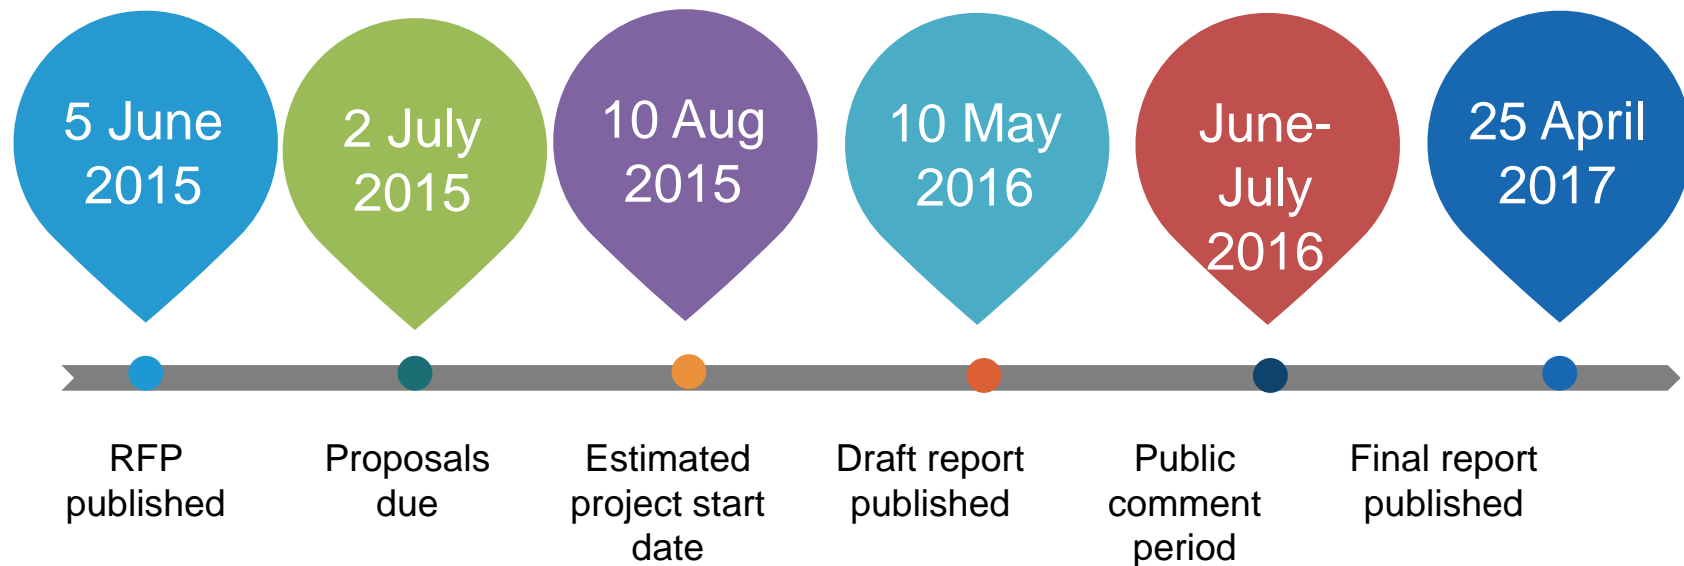 5 June
2015
2 July
2015
10 Aug
2015
10 May
2016
June-
July
2016
25 April
2017
RFP
published
Proposals
due
Estimated
project start
date
Draft report
published
Public
comment
period
Final report
published